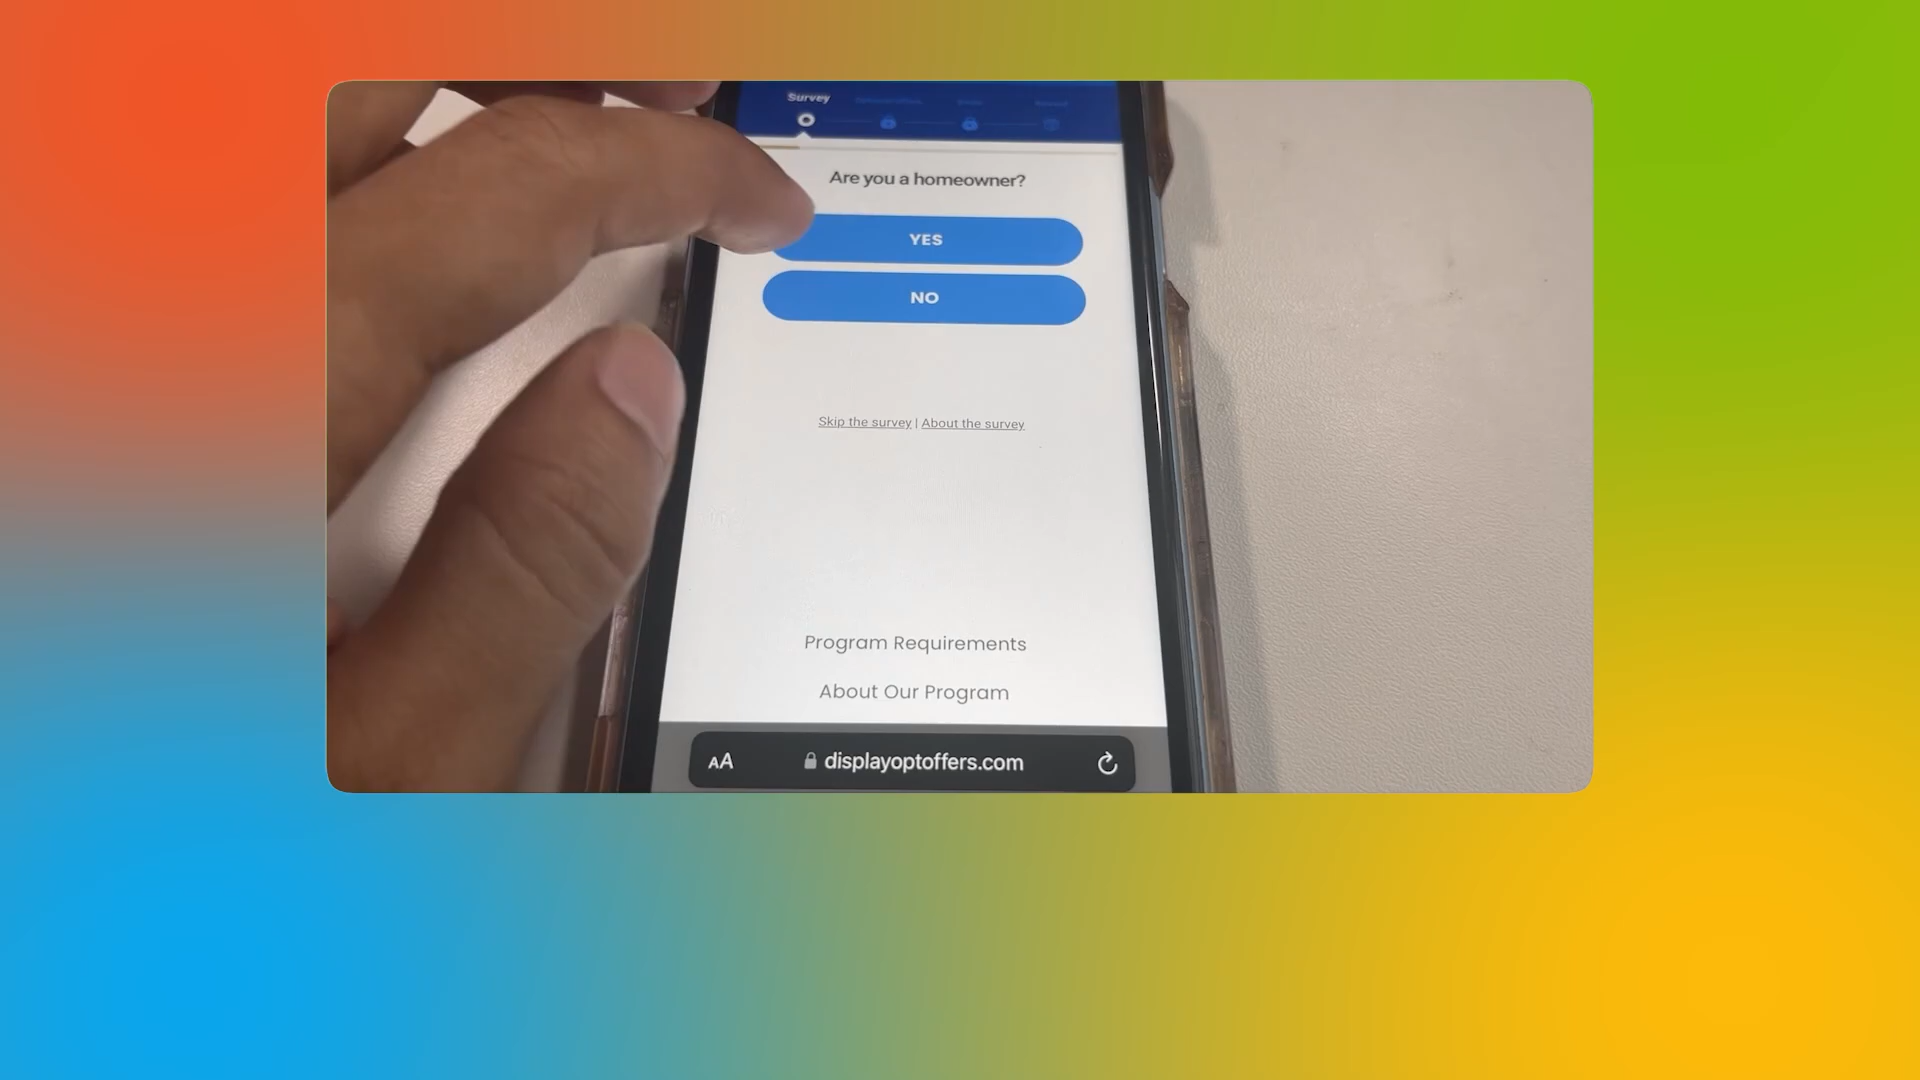 Survey
Are you a homeowner?
YES
NO
Skip the survey | About the survey
Program Requirements
About Our Program
AA displayoptoffers.com